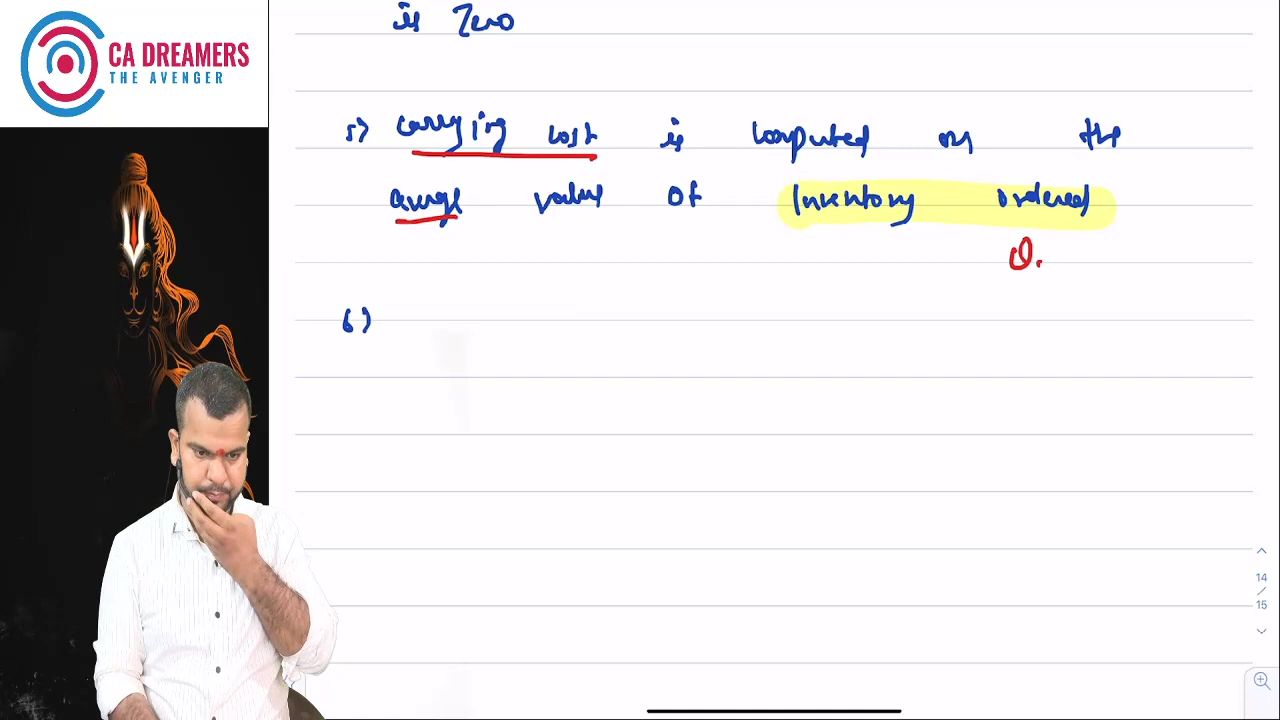 CA DREAMERS
THE AVENGER
is Zero
5) carrying cost is computed on the
average value of Inventory ordered
Q.
6)
14
15